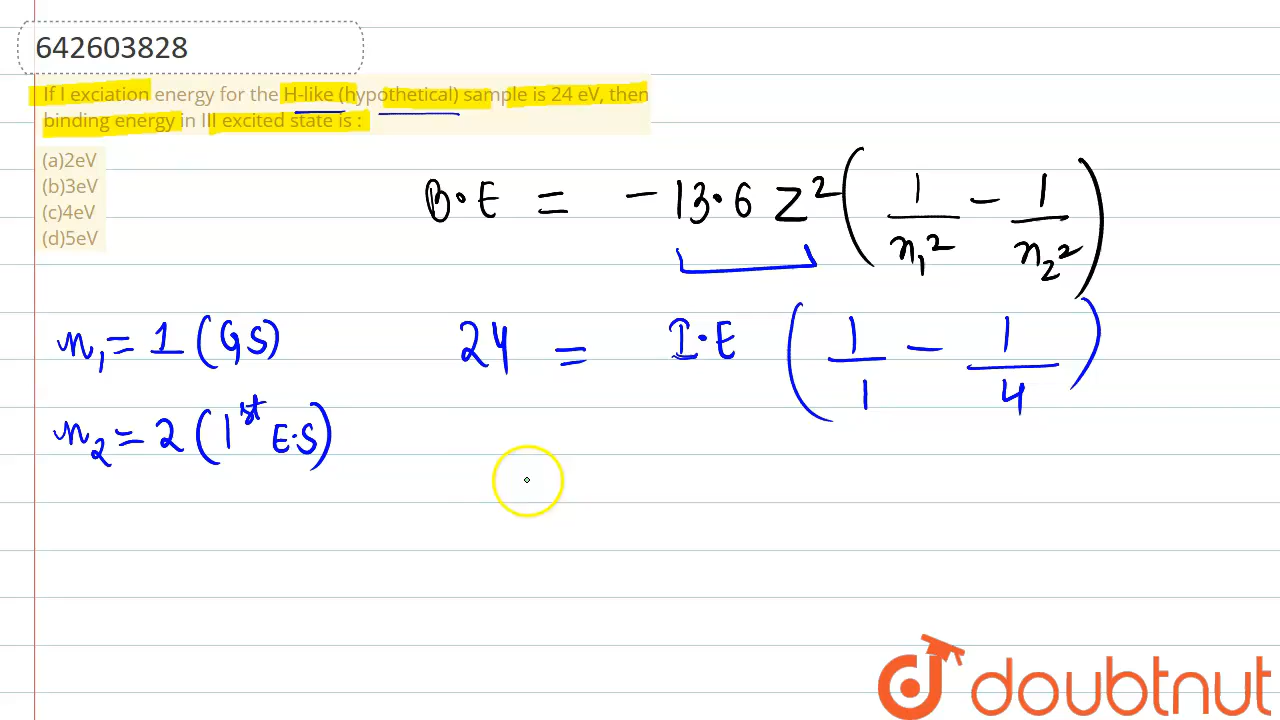 642603828
If I exciation energy for the H-like (hypothetical) sample is 24 eV, then
binding energy in III excited state is :
(a)2eV
(b)3eV
(c)4eV
(d)5eV
B.E = -13.6 Z² (1/n₁² - 1/n₂²)
n₁ = 1 (GS)
24 = I.E (1/1 - 1/4)
n₂ = 2 (1st E.S)
doubtnut